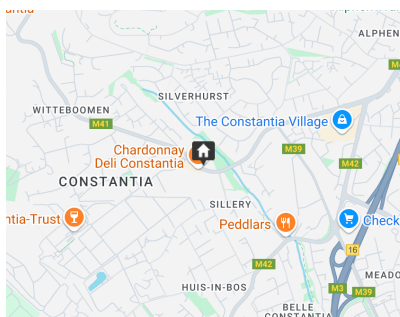 antia
ALPHEN
SILVERHURST
WITTEBOOMEN
The Constantia Village
M41
M39
M42
Chardonnay
Deli Constantia
CONSTANTIA
SILLERY
ntia-Trust
Peddlars
Check
16
M42
MEADO
HUIS-IN-BOS
M3
M39
BELLE
CONSTANTIA